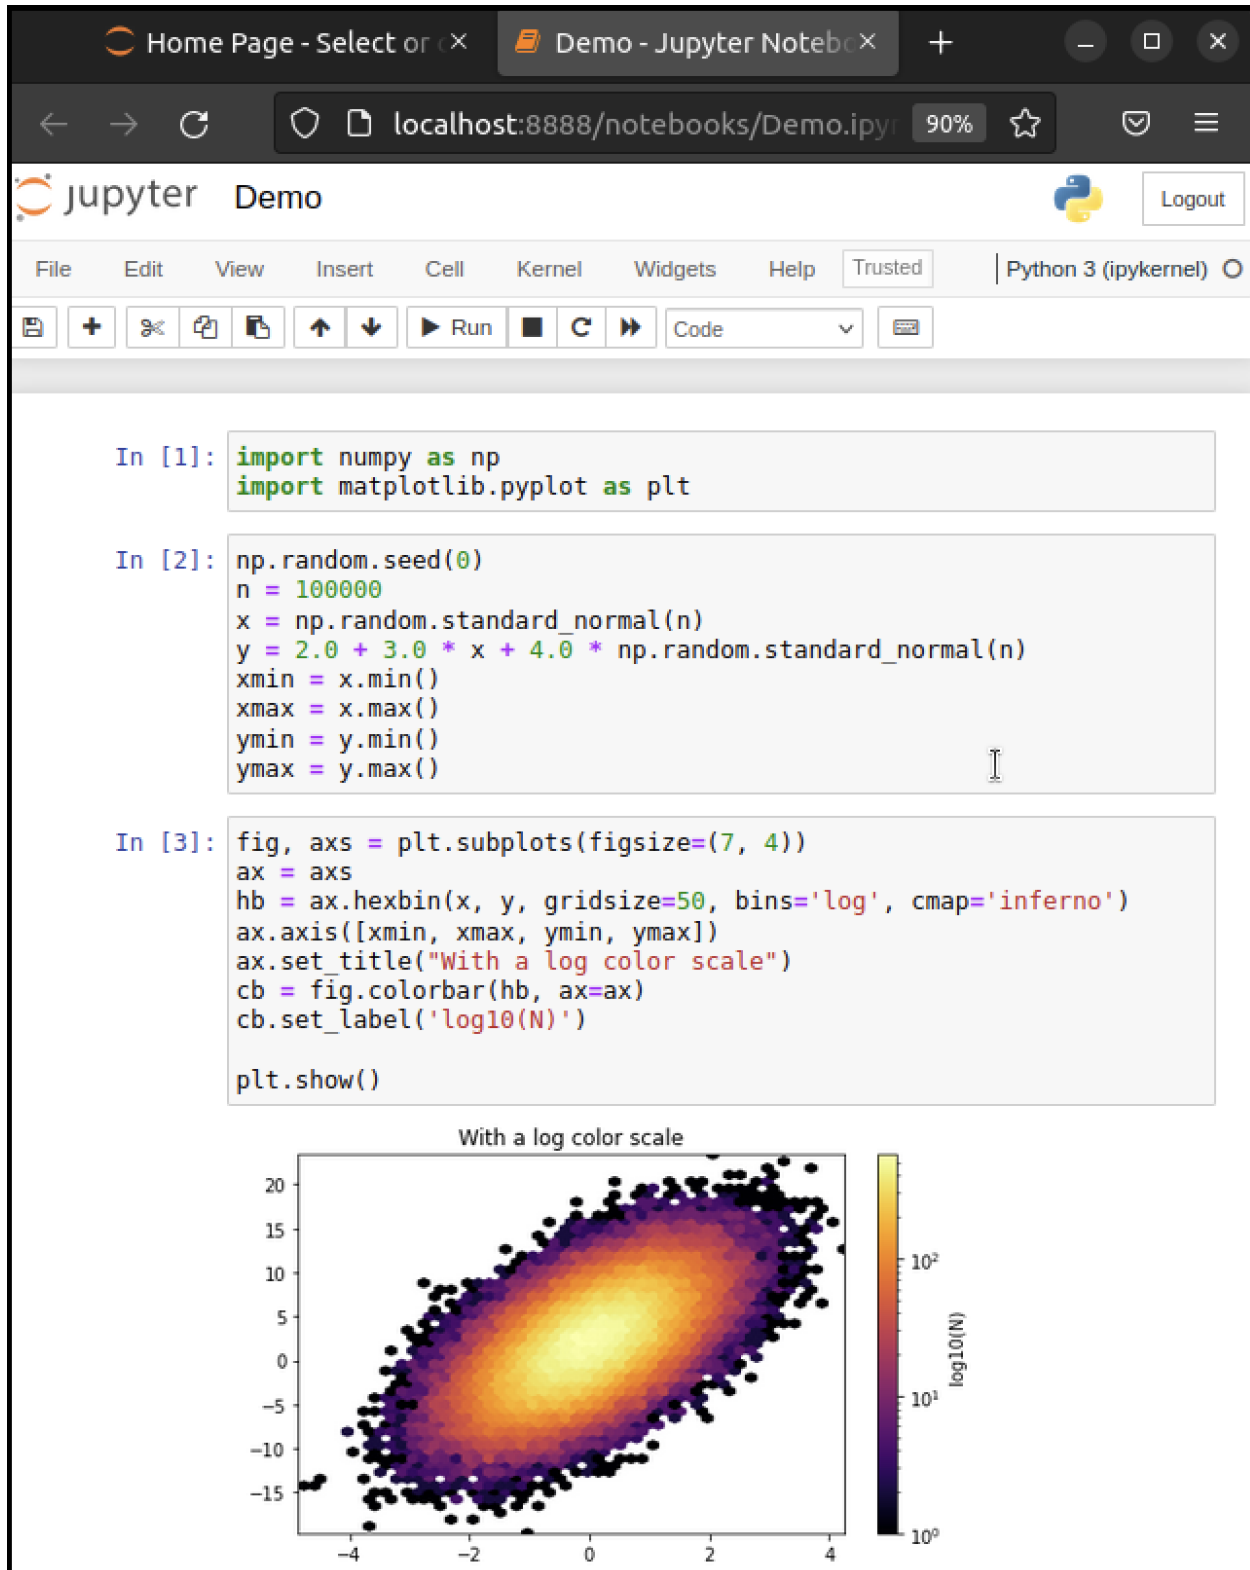 Home Page - Select or
Demo - Jupyter Notebo
localhost:8888/notebooks/Demo.ipy
90%
jupyter Demo
Logout
File Edit View Insert Cell Kernel Widgets Help Trusted Python 3 (ipykernel)
Run Code
In [1]: import numpy as np
import matplotlib.pyplot as plt
In [2]: np.random.seed(0)
n = 100000
x = np.random.standard_normal(n)
y = 2.0 + 3.0 * x + 4.0 * np.random.standard_normal(n)
xmin = x.min()
xmax = x.max()
ymin = y.min()
ymax = y.max()
In [3]: fig, axs = plt.subplots(figsize=(7, 4))
ax = axs
hb = ax.hexbin(x, y, gridsize=50, bins='log', cmap='inferno')
ax.axis([xmin, xmax, ymin, ymax])
ax.set_title("With a log color scale")
cb = fig.colorbar(hb, ax=ax)
cb.set_label('log10(N)')
plt.show()
With a log color scale
20
15
10
5
0
−5
−10
−15
−4 −2 0 2 4
10²
10¹
10⁰
log10(N)